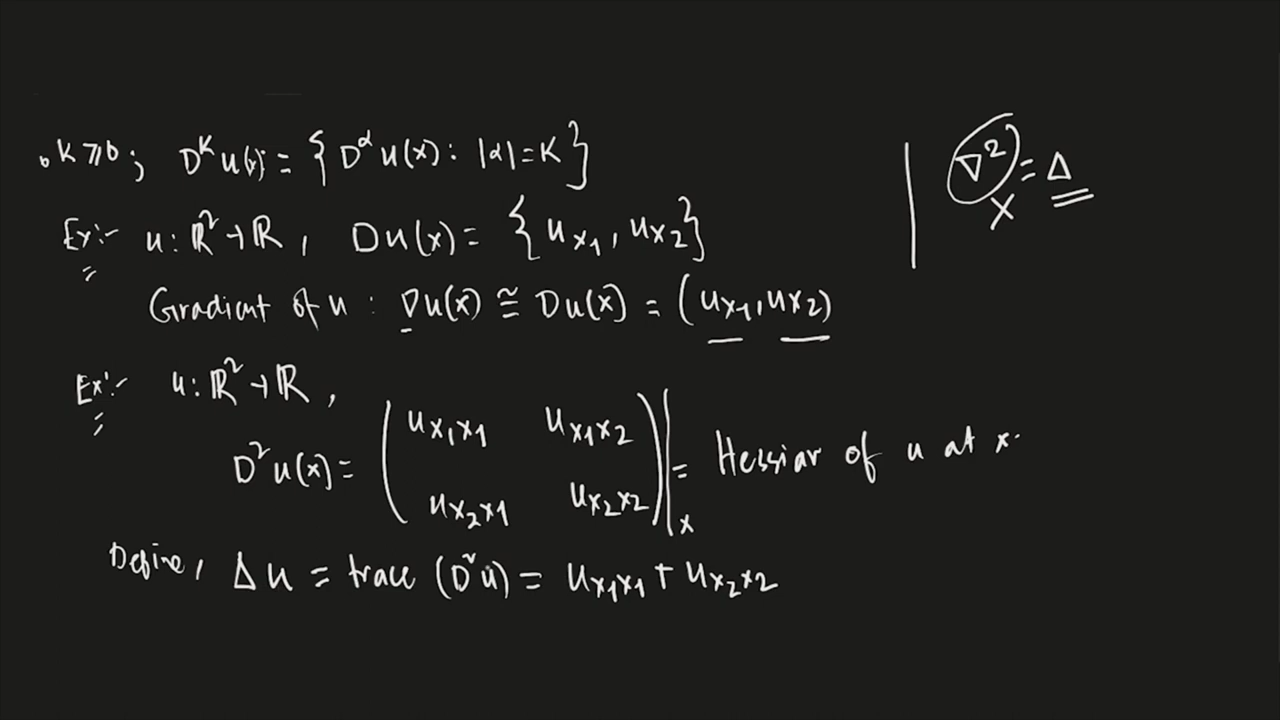 . K ⩾ 0 ; D^K u(x) = { D^α u(x) : |α| = K }
∇² = Δ
X
Ex:- u : ℝ² → ℝ , Du(x) = { u_{x₁} , u_{x₂} }
Gradient of u : ∇u(x) ≅ Du(x) = ( u_{x₁} , u_{x₂} )
Ex:- u : ℝ² → ℝ ,
D²u(x) = ( u_{x₁x₁} u_{x₁x₂}
u_{x₂x₁} u_{x₂x₂} ) |_x = Hessian of u at x.
Define, Δu = trace (D²u) = u_{x₁x₁} + u_{x₂x₂}